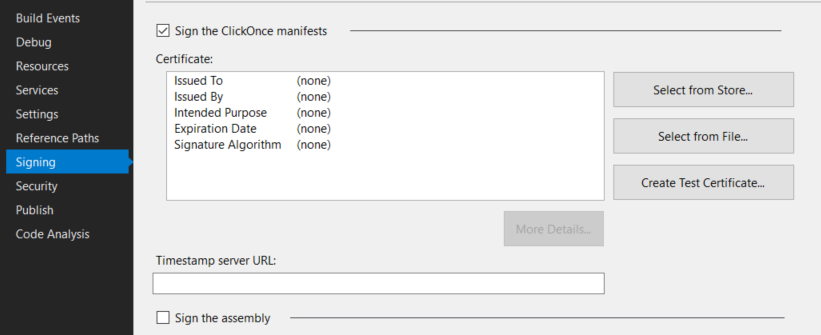 Build Events
Debug
Resources
Services
Settings
Reference Paths
Signing
Security
Publish
Code Analysis
Sign the ClickOnce manifests
Certificate:
Issued To (none)
Issued By (none)
Intended Purpose (none)
Expiration Date (none)
Signature Algorithm (none)
Select from Store...
Select from File...
Create Test Certificate...
More Details...
Timestamp server URL:
Sign the assembly